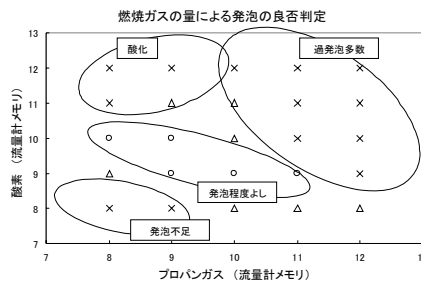 燃焼ガスの量による発泡の良否判定
13
12
11
10
9
8
7
酸素 (流量計メモリ)
酸化
過発泡多数
発泡程度よし
発泡不足
7 8 9 10 11 12 13
プロパンガス (流量計メモリ)